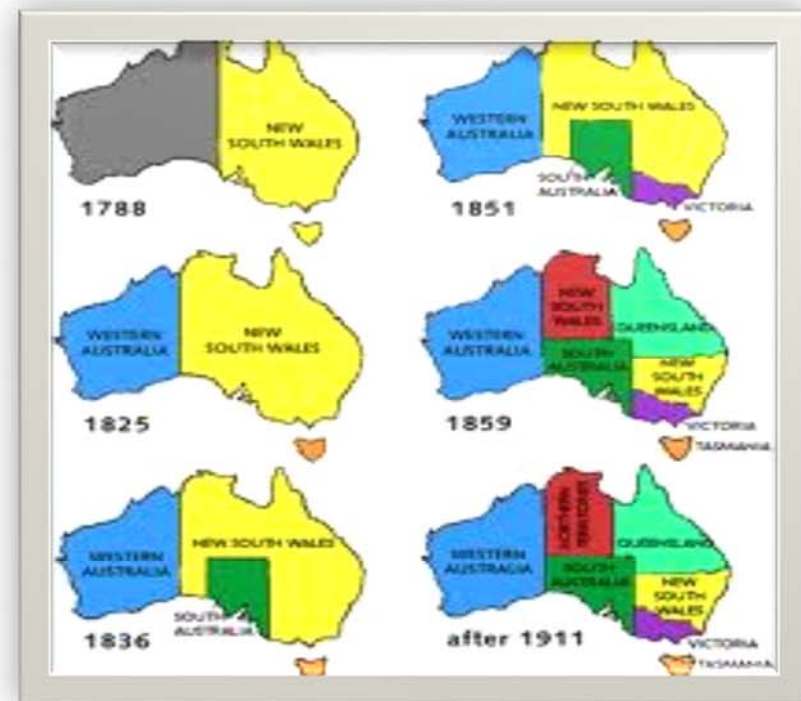 NEW
SOUTH WALES
1788
WESTERN
AUSTRALIA
NEW SOUTH WALES
SOUTH
AUSTRALIA
VICTORIA
1851
WESTERN
AUSTRALIA
NEW
SOUTH WALES
1825
WESTERN
AUSTRALIA
NEW
WALES
QUEENSLAND
SOUTH
AUSTRALIA
NEW
SOUTH
WALES
VICTORIA
TASMANIA
1859
WESTERN
AUSTRALIA
NEW SOUTH WALES
SOUTH
AUSTRALIA
1836
WESTERN
AUSTRALIA
NORTHERN
QUEENSLAND
SOUTH
AUSTRALIA
NEW
SOUTH
WALES
VICTORIA
TASMANIA
after 1911